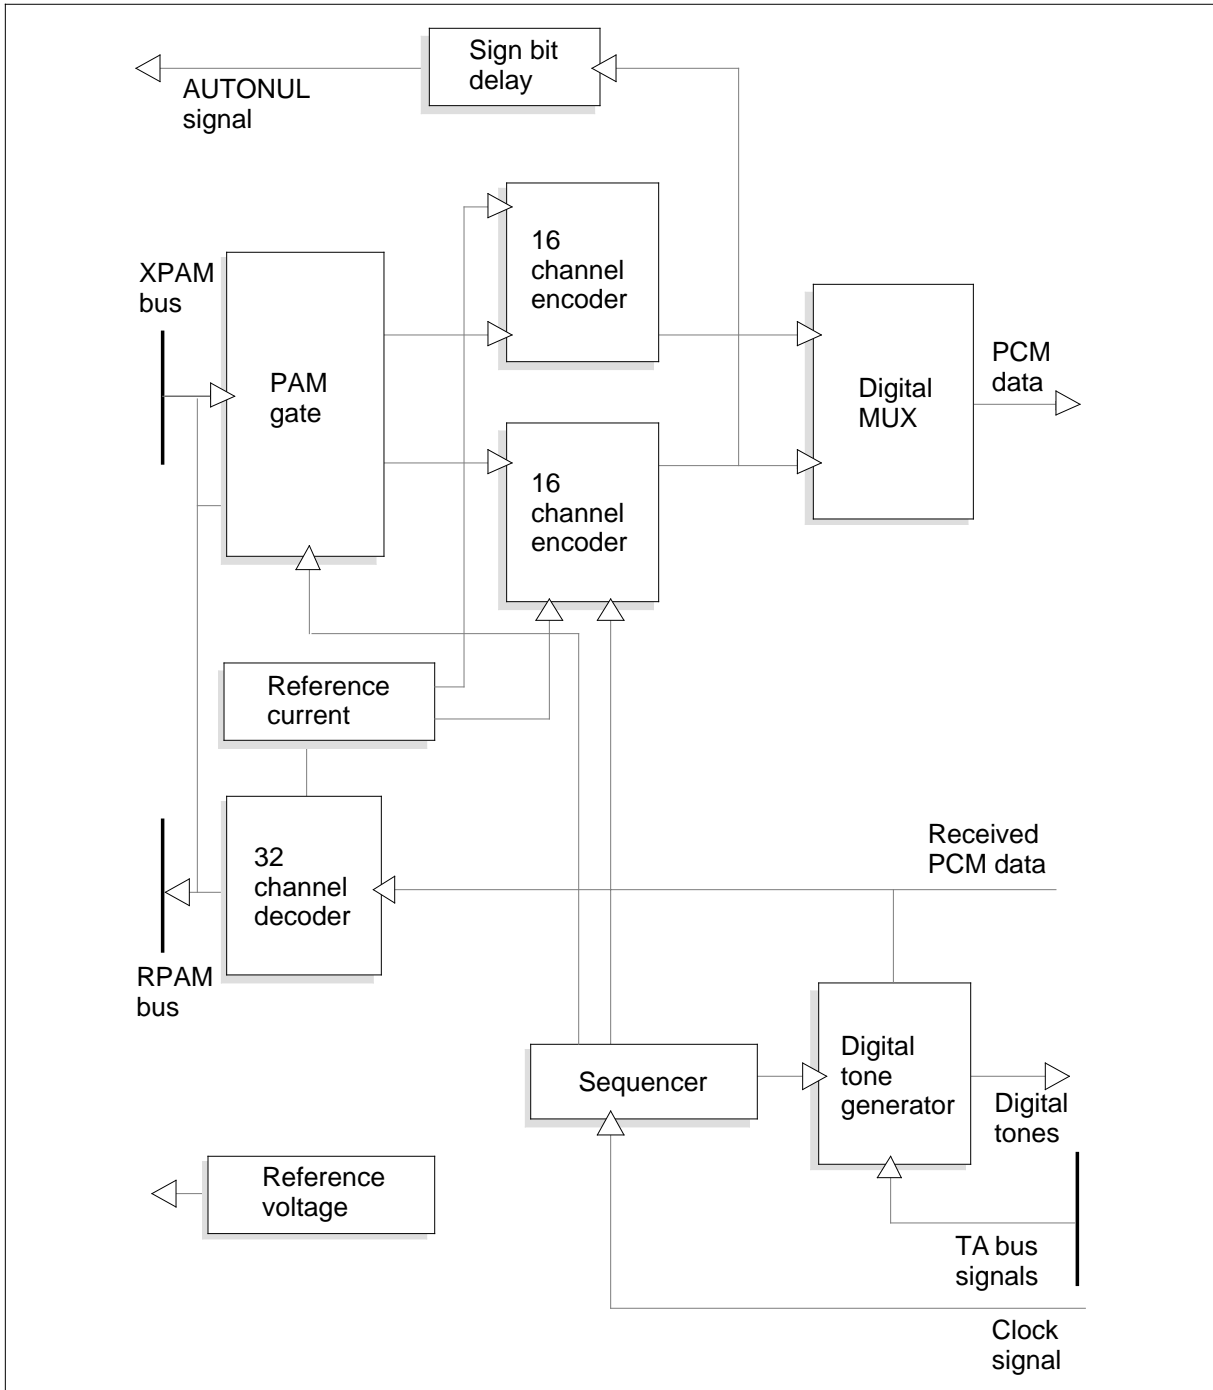 Sign bit
delay
AUTONUL
signal
16
channel
encoder
XPAM
bus
PAM
gate
Digital
MUX
PCM
data
16
channel
encoder
Reference
current
32
channel
decoder
Received
PCM data
RPAM
bus
Sequencer
Digital
tone
generator
Digital
tones
Reference
voltage
TA bus
signals
Clock
signal